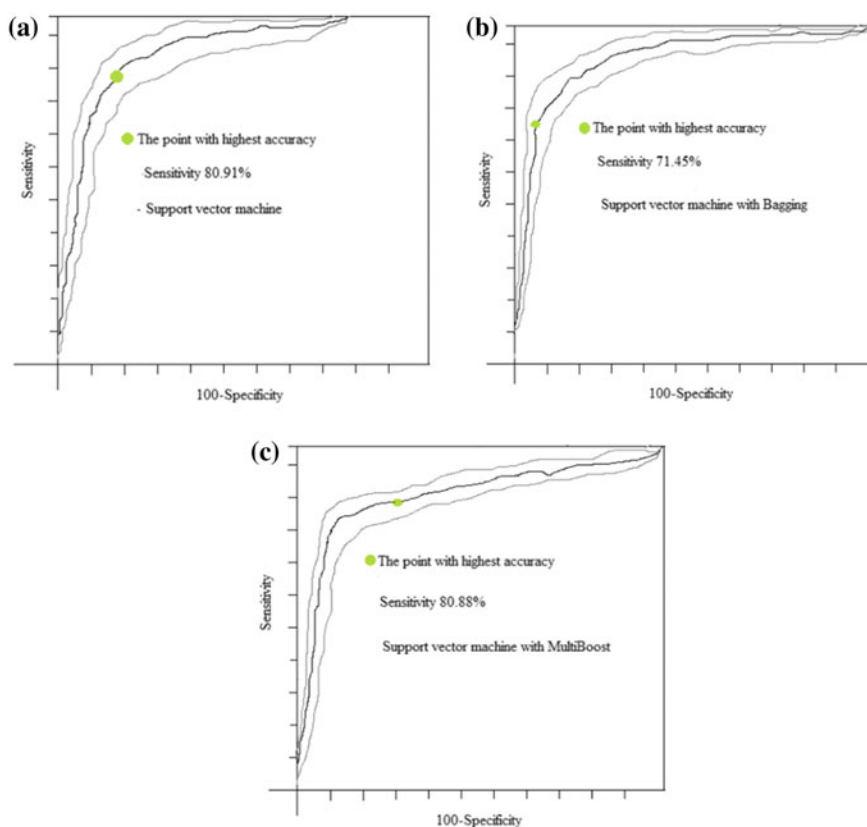 (a)
Sensitivity
The point with highest accuracy
-Sensitivity 80.91%
- Support vector machine
100-Specificity
(b)
Sensitivity
The point with highest accuracy
Sensitivity 71.45%
Support vector machine with Bagging
100-Specificity
(c)
Sensitivity
The point with highest accuracy
Sensitivity 80.88%
Support vector machine with MultiBoost
100-Specificity